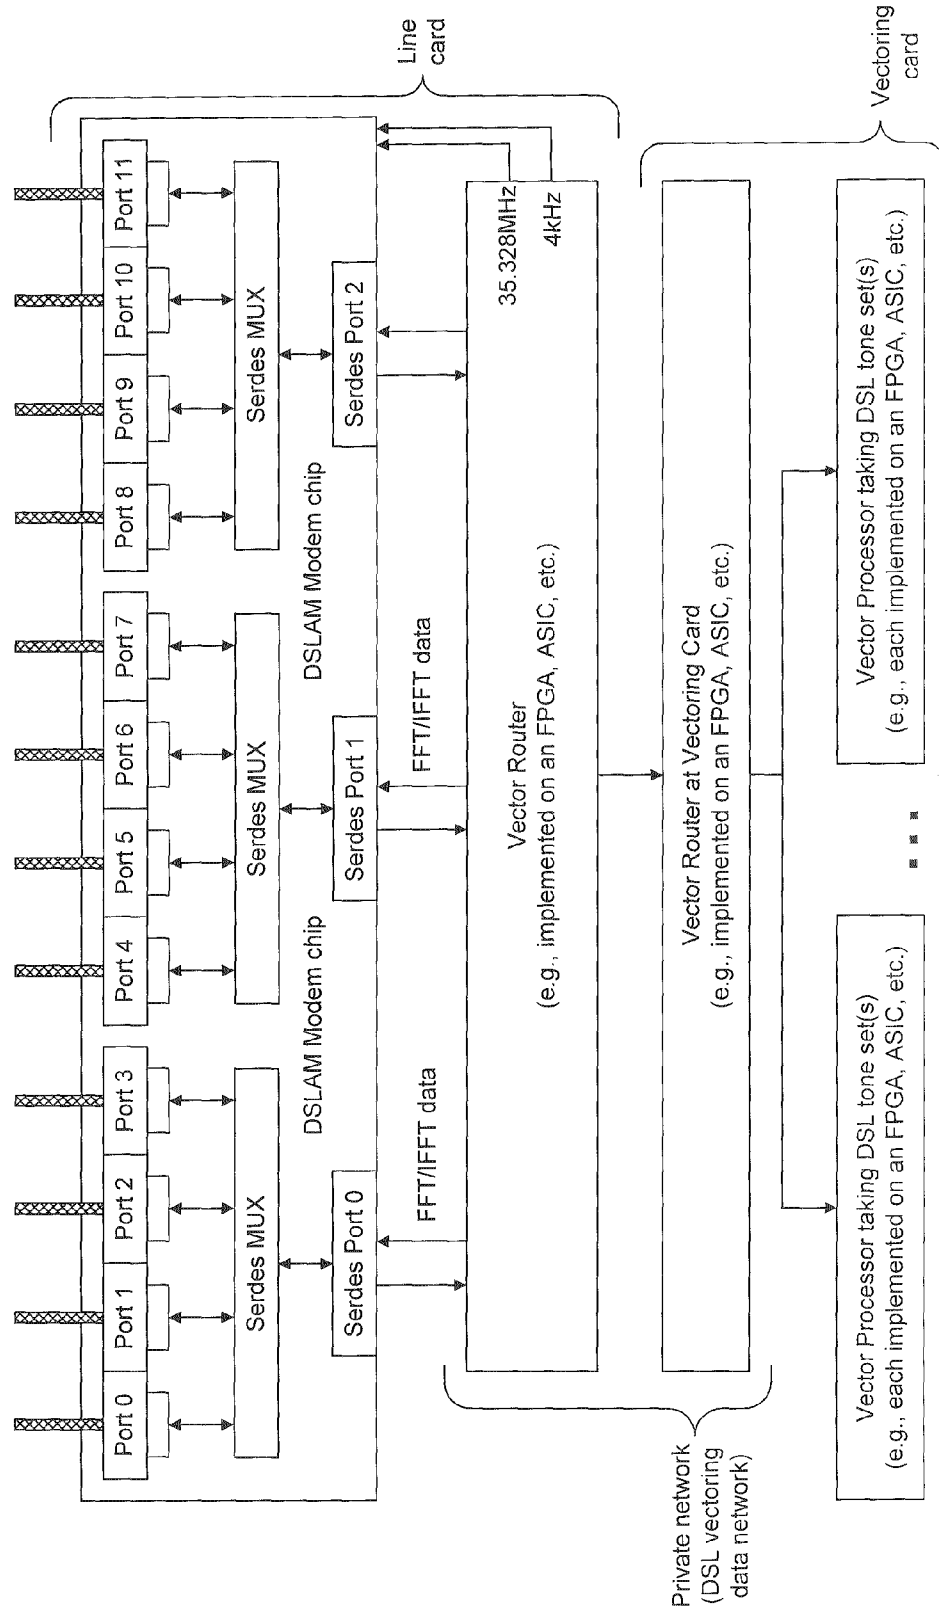 Port 0
Port 1
Port 2
Port 3
Port 4
Port 5
Port 6
Port 7
Port 8
Port 9
Port 10
Port 11
Serdes MUX
Serdes MUX
Serdes MUX
DSLAM Modem chip
DSLAM Modem chip
Serdes Port 0
Serdes Port 1
Serdes Port 2
Line
card
FFT/IFFT data
FFT/IFFT data
35.328MHz
4kHz
Vector Router
(e.g., implemented on an FPGA, ASIC, etc.)
Private network
(DSL vectoring
data network)
Vector Router at Vectoring Card
(e.g., implemented on an FPGA, ASIC, etc.)
Vectoring
card
Vector Processor taking DSL tone set(s)
(e.g., each implemented on an FPGA, ASIC, etc.)
Vector Processor taking DSL tone set(s)
(e.g., each implemented on an FPGA, ASIC, etc.)